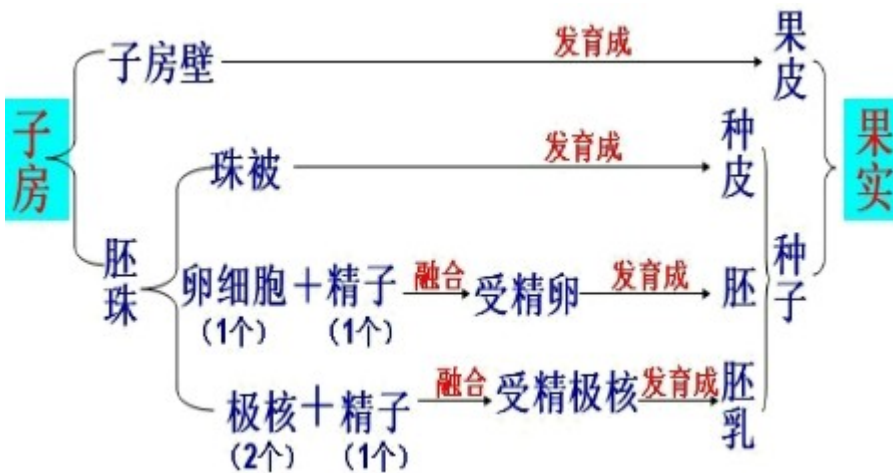 子房
子房壁 发育成 果皮
胚珠
珠被 发育成 种皮
卵细胞＋精子 融合 受精卵 发育成 胚
(1个) (1个)
极核＋精子 融合 受精极核 发育成 胚乳
(2个) (1个)
种子
果实